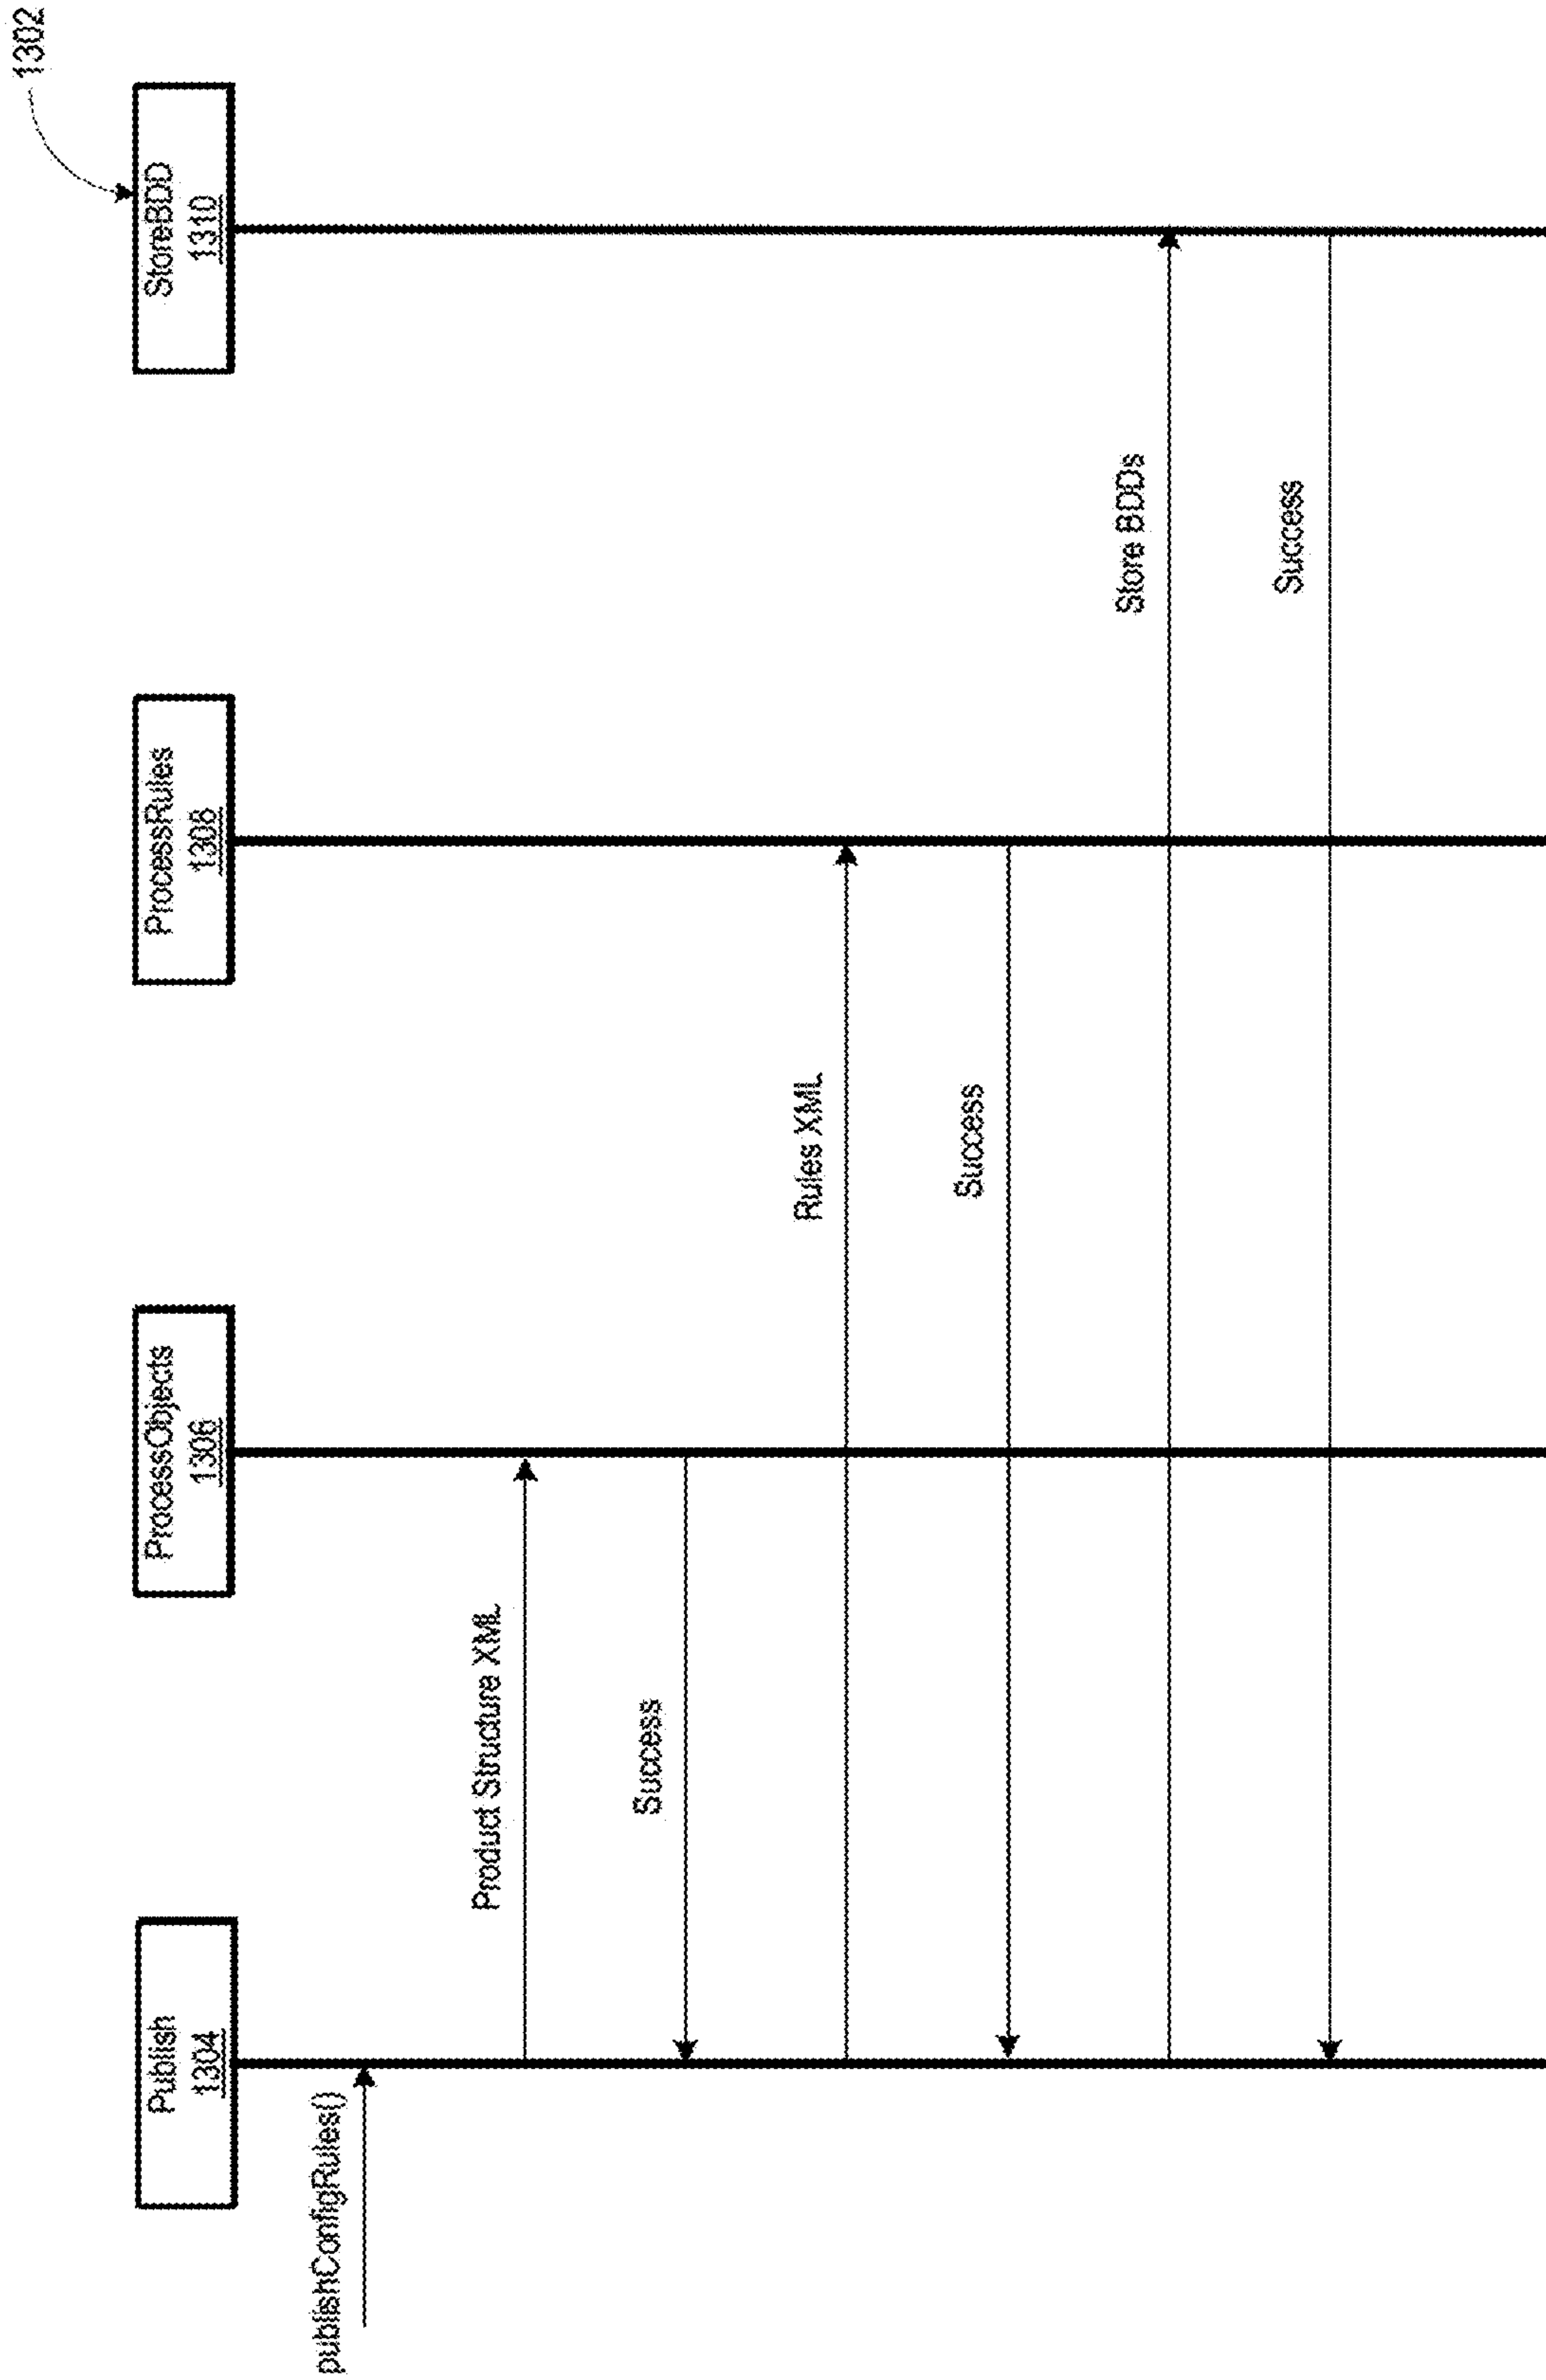 1302
Publish
1304
ProcessObjects
1306
ProcessRules
1308
StoreBDD
1310
publishConfigRules()
Product Structure XML
Success
Rules XML
Success
Store BDDs
Success